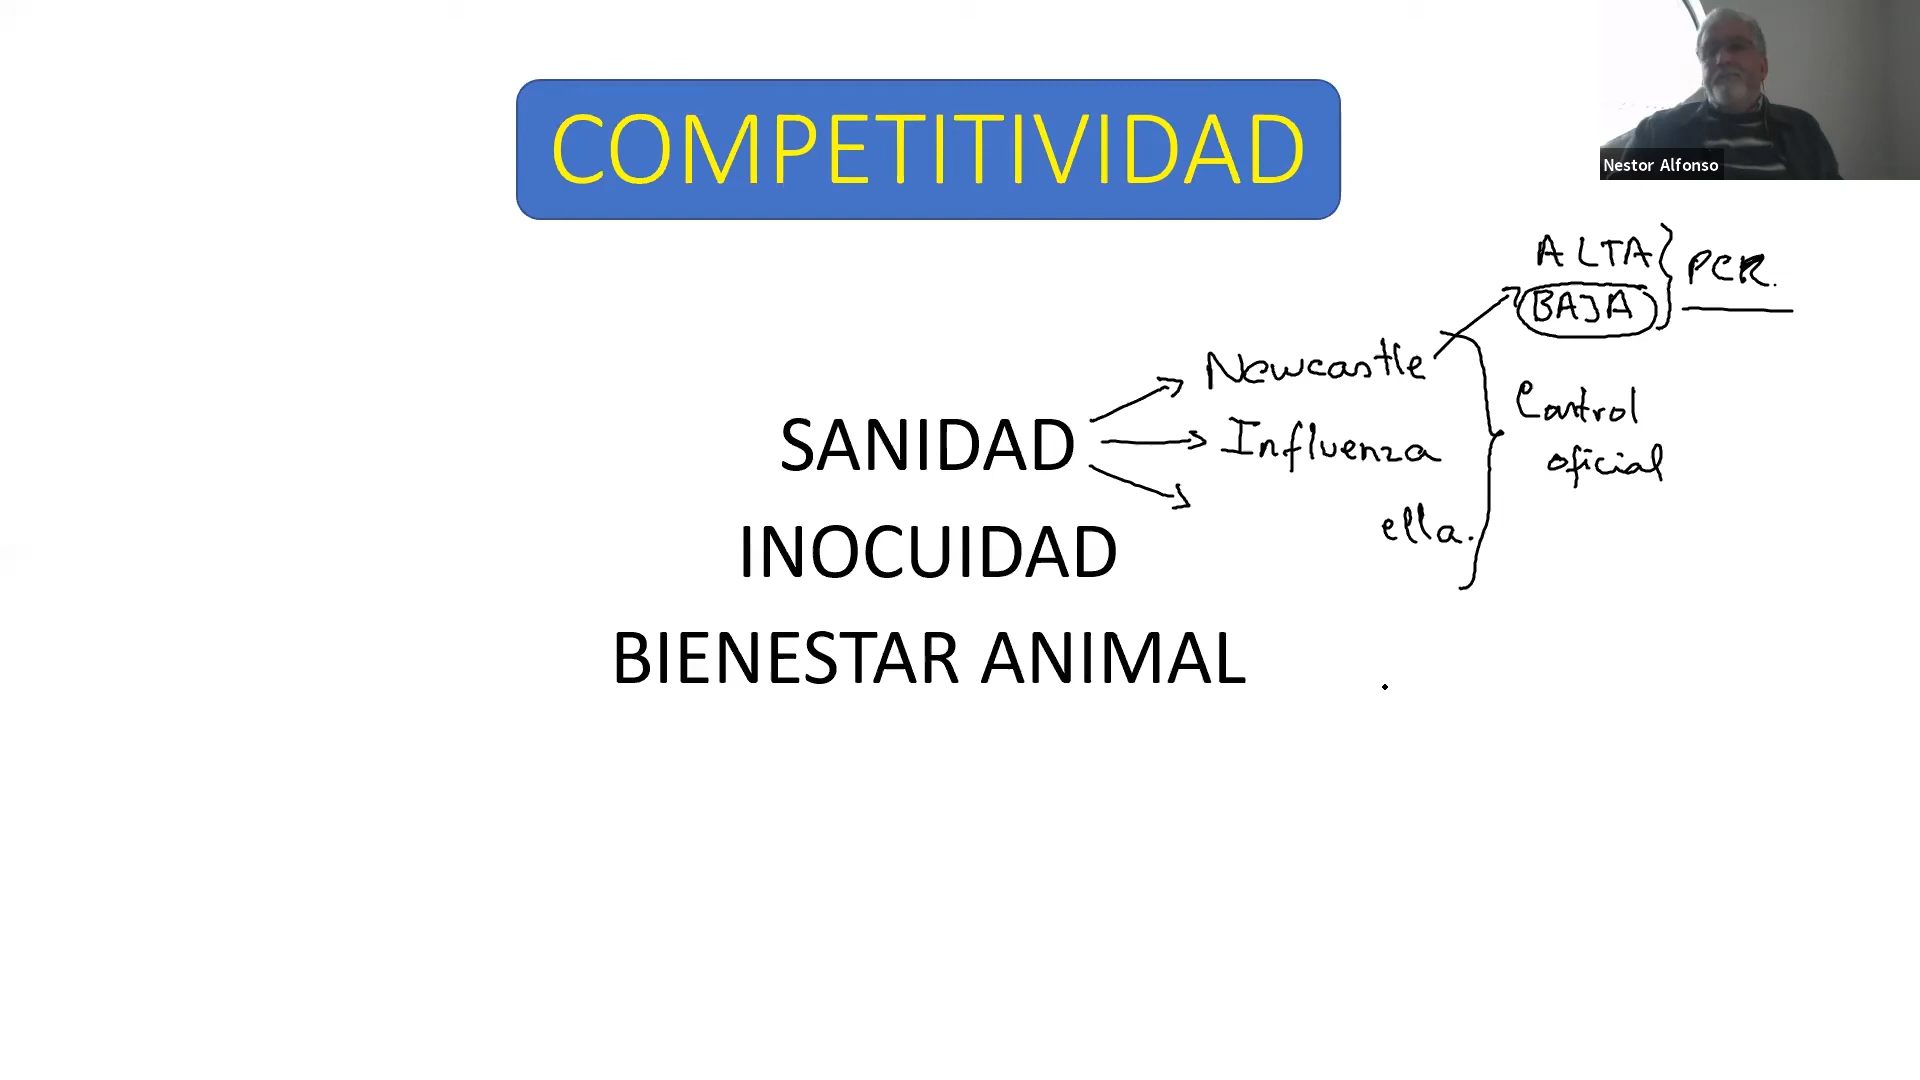 COMPETITIVIDAD
Nestor Alfonso
ALTA
BAJA
PCR.
Newcastle
SANIDAD
Influenza
Control
oficial
ella.
INOCUIDAD
BIENESTAR ANIMAL